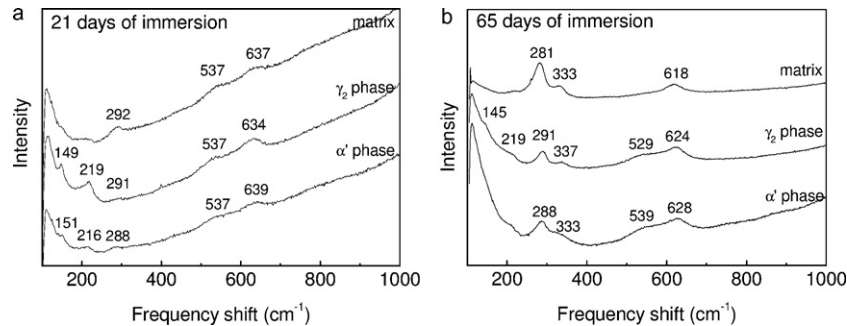 a
21 days of immersion
matrix
637
537
292
γ₂ phase
634
537
149
219
291
α' phase
639
537
151
216
288
Intensity
200
400
600
800
1000
Frequency shift (cm⁻¹)
b
65 days of immersion
281
333
618
matrix
145
219
291
337
529
624
γ₂ phase
288
333
539
628
α' phase
Intensity
200
400
600
800
1000
Frequency shift (cm⁻¹)